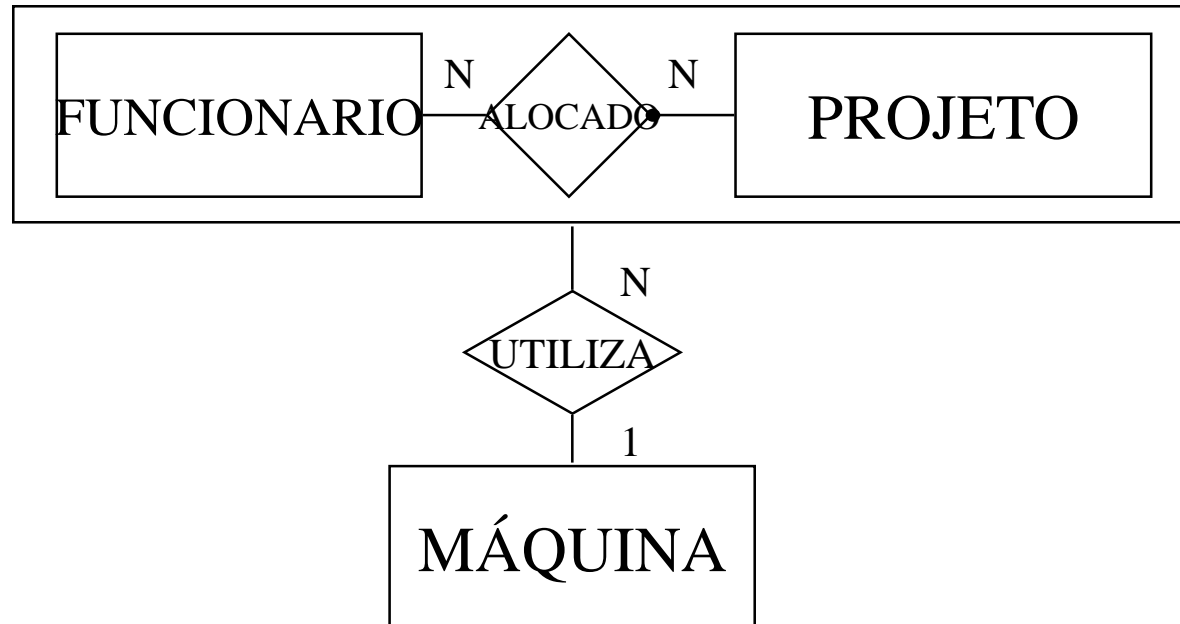 N N
FUNCIONARIO ALOCADO PROJETO
N
UTILIZA
1
MÁQUINA